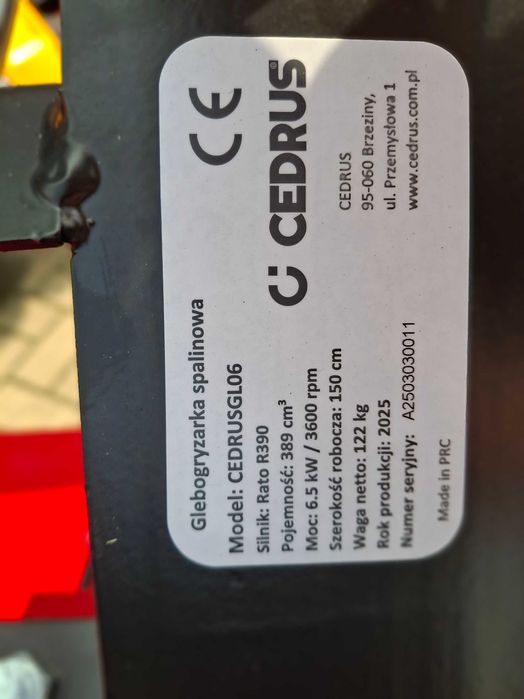 Glebogryzarka spalinowa
Model: CEDRUSGL06
Silnik: Rato R390
Pojemność: 389 cm³
Moc: 6.5 kW / 3600 rpm
Szerokość robocza: 150 cm
Waga netto: 122 kg
Rok produkcji: 2025
Numer seryjny: A2503030011
Made in PRC
CE
CEDRUS®
CEDRUS
95-060 Brzeziny,
ul. Przemysłowa 1
www.cedrus.com.pl